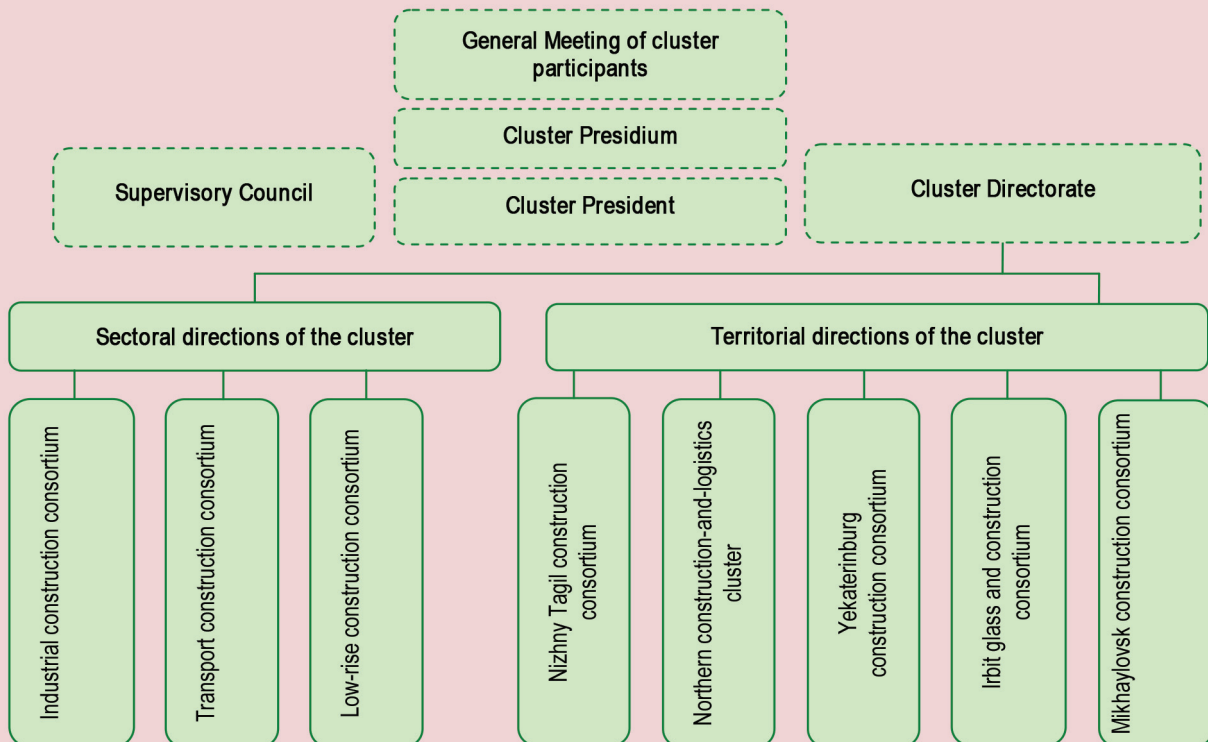 General Meeting of cluster
participants
Cluster Presidium
Supervisory Council
Cluster President
Cluster Directorate
Sectoral directions of the cluster
Territorial directions of the cluster
Industrial construction consortium
Transport construction consortium
Low-rise construction consortium
Nizhny Tagil construction
consortium
Northern construction-and-logistics
cluster
Yekaterinburg
construction consortium
Irbit glass and construction
consortium
Mikhaylovsk construction consortium